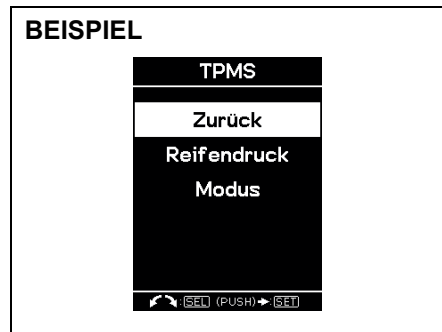 BEISPIEL
TPMS
Zurück
Reifendruck
Modus
:SEL (PUSH)➔:SET